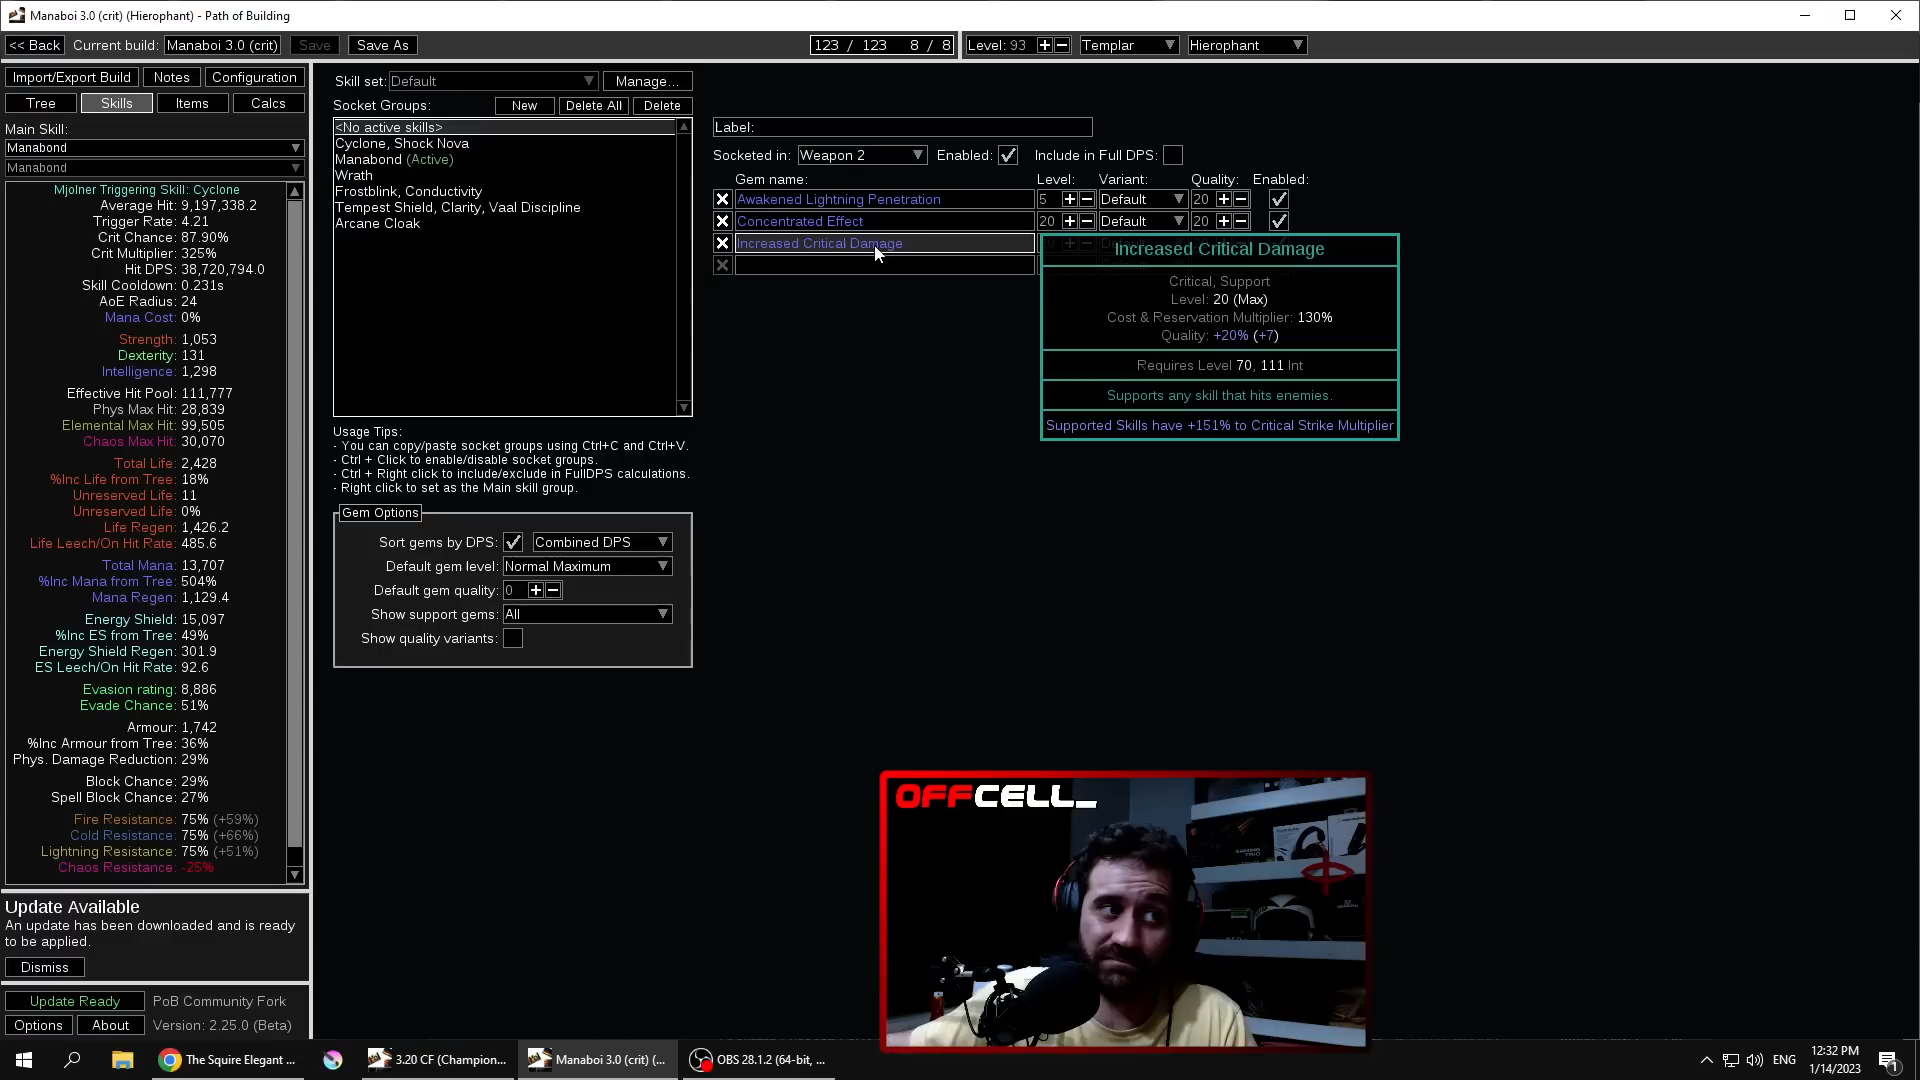 Manaboi 3.0 (crit) (Hierophant) - Path of Building
<< Back Current build: Manaboi 3.0 (crit) Save Save As 123 / 123 8 / 8 Level: 93 Templar Hierophant
Import/Export Build Notes Configuration
Tree Skills Items Calcs
Main Skill:
Manabond
Manabond
Mjolner Triggering Skill: Cyclone
Average Hit: 9,197,338.2
Trigger Rate: 4.21
Crit Chance: 87.90%
Crit Multiplier: 325%
Hit DPS: 38,720,794.0
Skill Cooldown: 0.231s
AoE Radius: 24
Mana Cost: 0%
Strength: 1,053
Dexterity: 131
Intelligence: 1,298
Effective Hit Pool: 111,777
Phys Max Hit: 28,839
Elemental Max Hit: 99,505
Chaos Max Hit: 30,070
Total Life: 2,428
%Inc Life from Tree: 18%
Unreserved Life: 11
Unreserved Life: 0%
Life Regen: 1,426.2
Life Leech/On Hit Rate: 485.6
Total Mana: 13,707
%Inc Mana from Tree: 504%
Mana Regen: 1,129.4
Energy Shield: 15,097
%Inc ES from Tree: 49%
Energy Shield Regen: 301.9
ES Leech/On Hit Rate: 92.6
Evasion rating: 8,886
Evade Chance: 51%
Armour: 1,742
%Inc Armour from Tree: 36%
Phys. Damage Reduction: 29%
Block Chance: 29%
Spell Block Chance: 27%
Fire Resistance: 75% (+59%)
Cold Resistance: 75% (+66%)
Lightning Resistance: 75% (+51%)
Chaos Resistance: -25%
Update Available
An update has been downloaded and is ready
to be applied.
Dismiss
Update Ready PoB Community Fork
Options About Version: 2.25.0 (Beta)
Skill set: Default Manage...
Socket Groups: New Delete All Delete
<No active skills>
Cyclone, Shock Nova
Manabond (Active)
Wrath
Frostblink, Conductivity
Tempest Shield, Clarity, Vaal Discipline
Arcane Cloak
Usage Tips:
- You can copy/paste socket groups using Ctrl+C and Ctrl+V.
- Ctrl + Click to enable/disable socket groups.
- Ctrl + Right click to include/exclude in FullDPS calculations.
- Right click to set as the Main skill group.
Gem Options
Sort gems by DPS: Combined DPS
Default gem level: Normal Maximum
Default gem quality: 0
Show support gems: All
Show quality variants:
Label:
Socketed in: Weapon 2 Enabled: Include in Full DPS:
Gem name: Level: Variant: Quality: Enabled:
Awakened Lightning Penetration 5 Default 20
Concentrated Effect 20 Default 20
Increased Critical Damage
Increased Critical Damage
Critical, Support
Level: 20 (Max)
Cost & Reservation Multiplier: 130%
Quality: +20% (+7)
Requires Level 70, 111 Int
Supports any skill that hits enemies.
Supported Skills have +151% to Critical Strike Multiplier
OFFCELL_
The Squire Elegant ... 3.20 CF (Champion... Manaboi 3.0 (crit) (... OBS 28.1.2 (64-bit, ... ENG 12:32 PM
1/14/2023
1